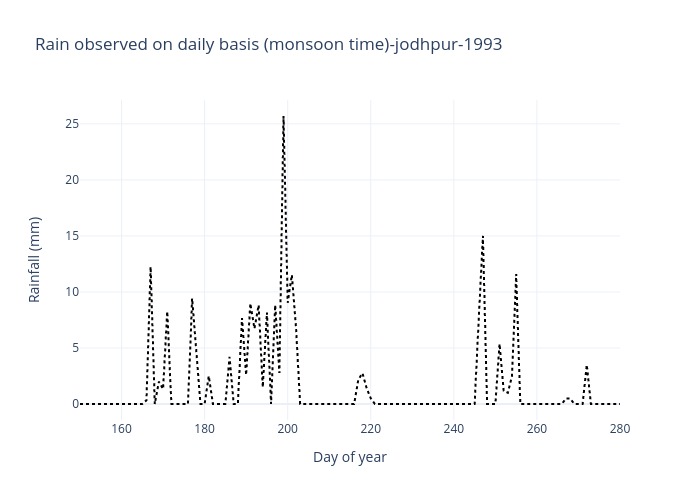 Rain observed on daily basis (monsoon time)-jodhpur-1993
25
20
15
10
5
0
Rainfall (mm)
160 180 200 220 240 260 280
Day of year